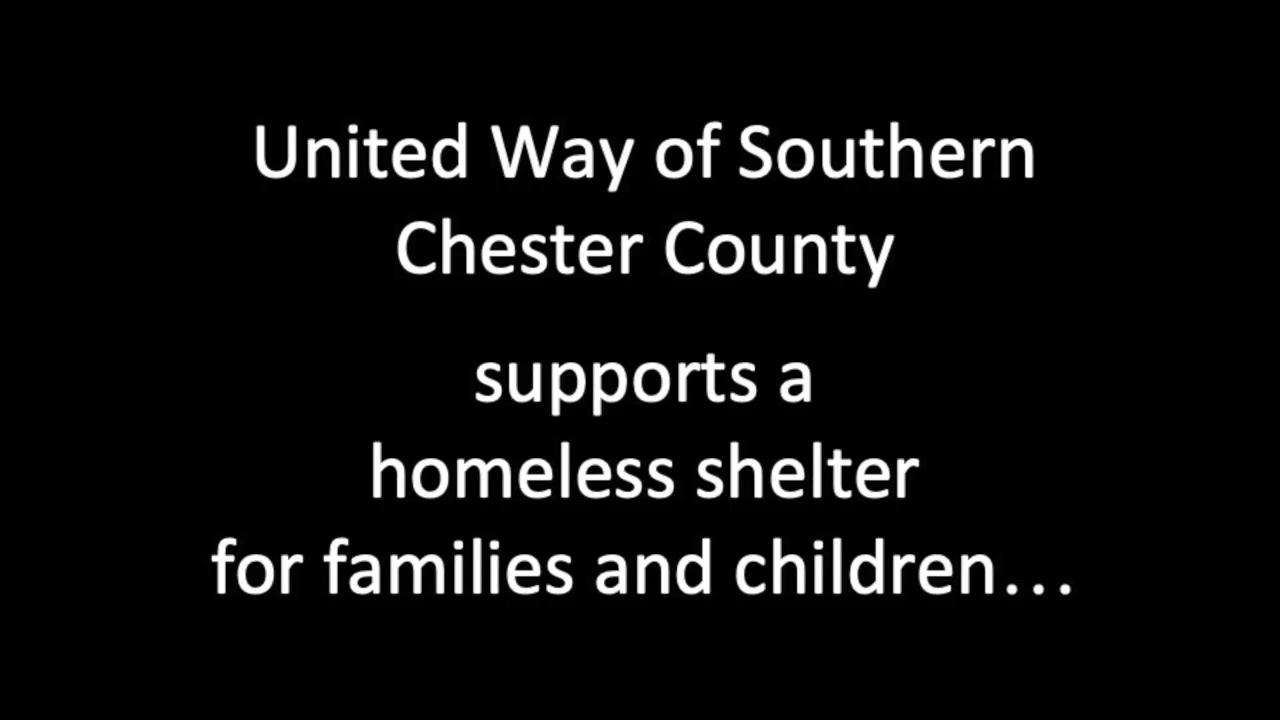 United Way of Southern
Chester County
supports a
homeless shelter
for families and children…